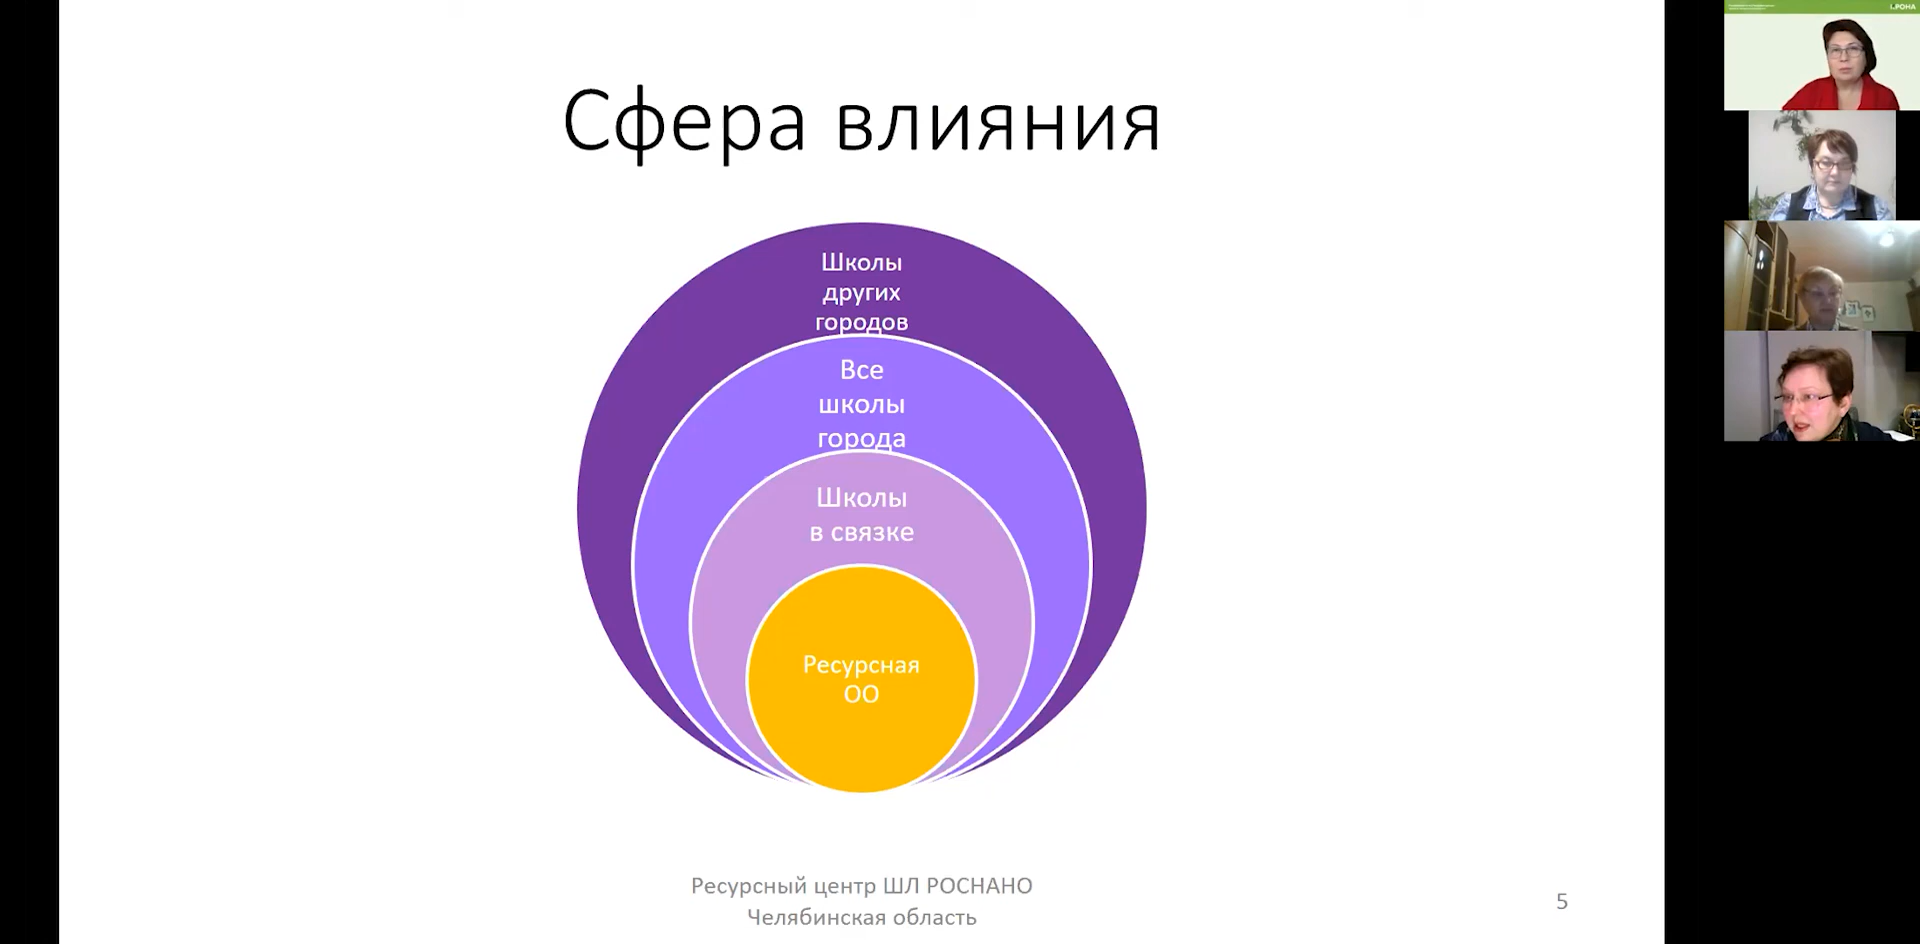 Сфера влияния
Школы
других
городов
Все
школы
города
Школы
в связке
Ресурсная
ОО
Ресурсный центр ШЛ РОСНАНО
Челябинская область
5